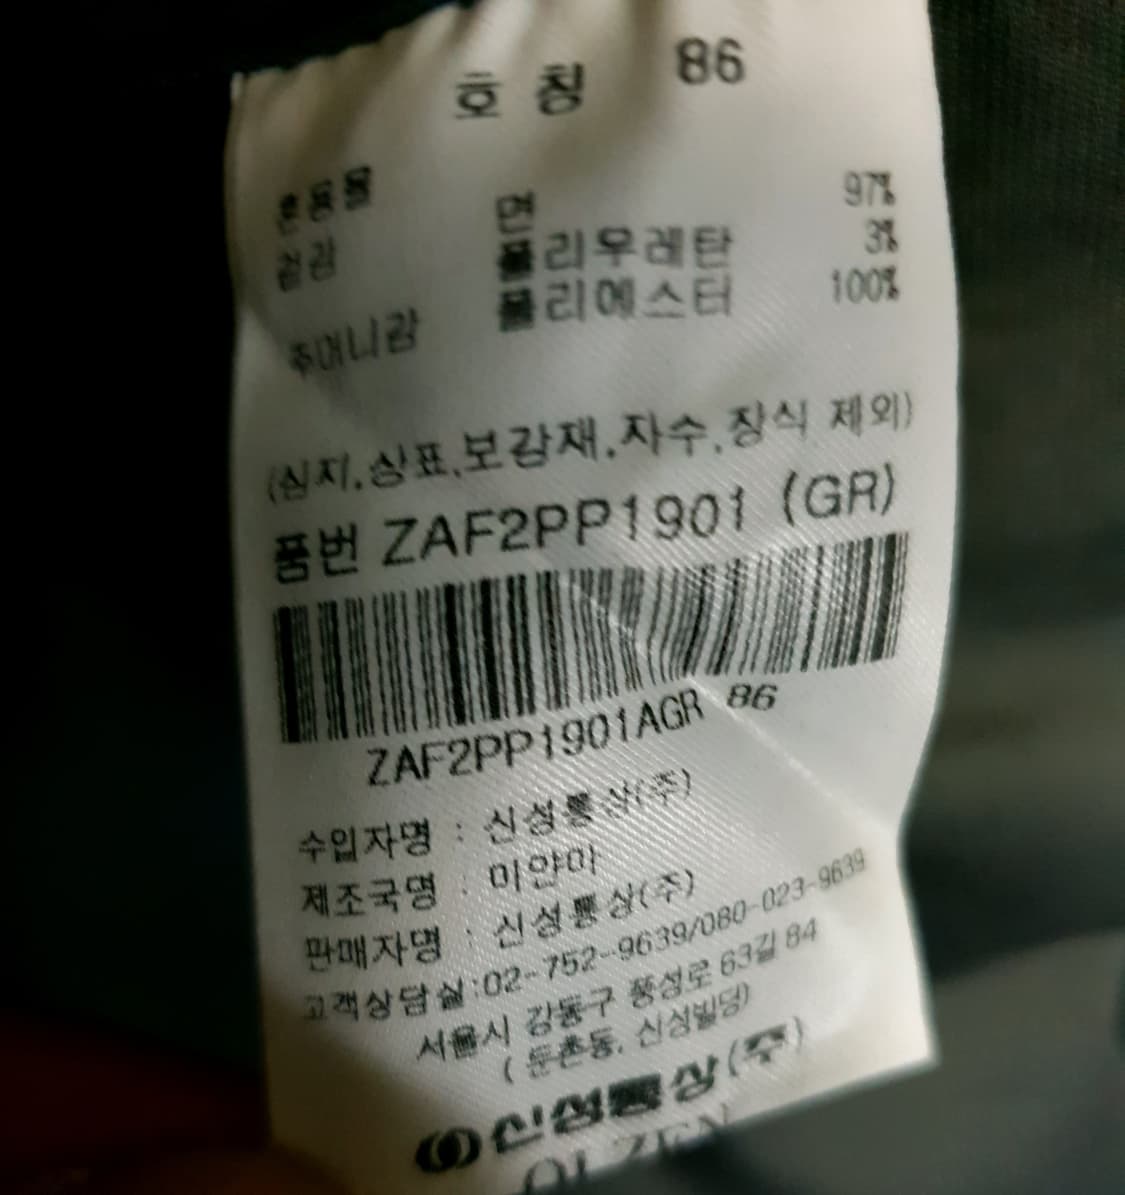 호 칭 86
혼용율 면 97%
겉감 폴리우레탄 3%
폴리에스터 100%
주머니감
(심지,상표,보강재,자수,장식 제외)
품번 ZAF2PP1901 (GR)
ZAF2PP1901AGR 86
수입자명 : 신성통상(주)
제조국명 : 미얀마
판매자명 : 신성통상(주)
고객상담실:02-752-9639/080-023-9639
서울시 강동구 풍성로 63길 84
(둔촌동, 신성빌딩)
신성통상(주)
OLZEN